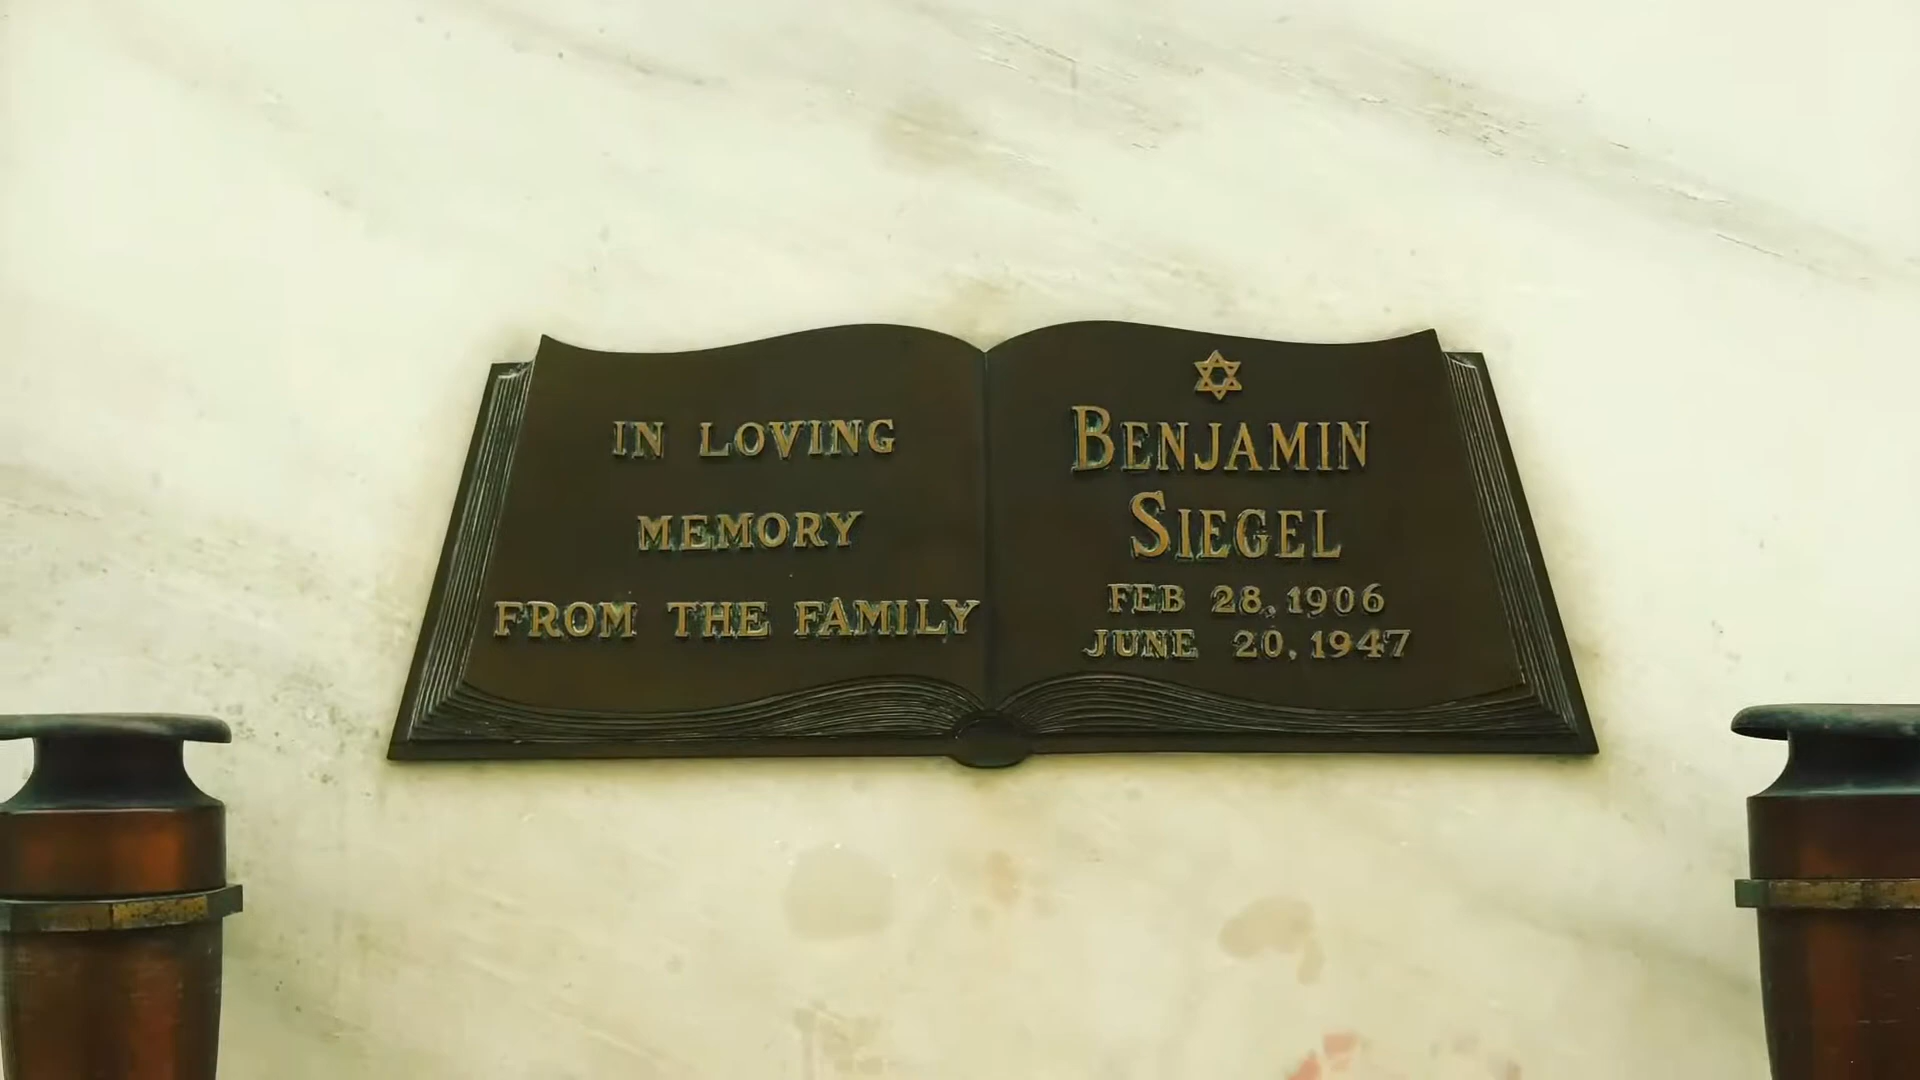 IN LOVING
MEMORY
FROM THE FAMILY
BENJAMIN
SIEGEL
FEB 28, 1906
JUNE 20, 1947